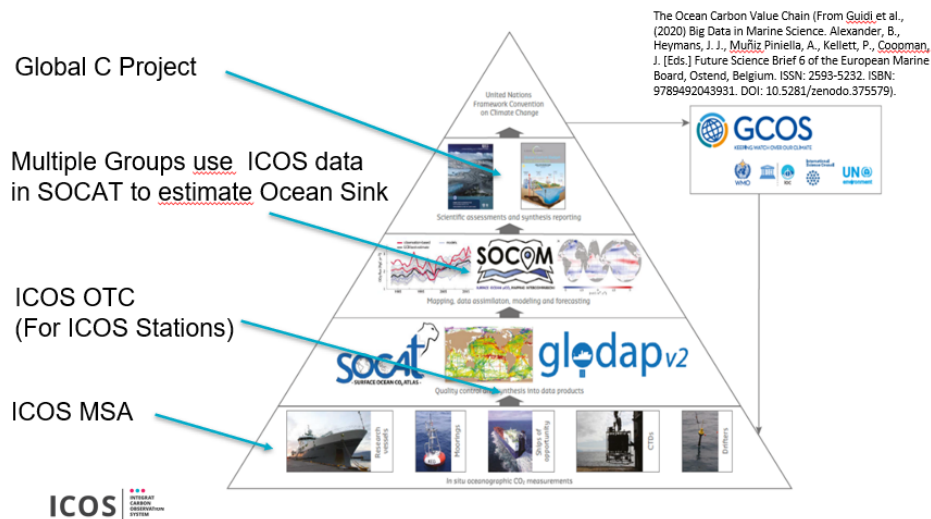 The Ocean Carbon Value Chain (From Guidi et al.,
(2020) Big Data in Marine Science. Alexander, B.,
Heymans, J. J., Muñiz Piniella, A., Kellett, P., Coopman,
J. [Eds.] Future Science Brief 6 of the European Marine
Board, Ostend, Belgium. ISSN: 2593-5232. ISBN:
9789492043931. DOI: 10.5281/zenodo.375579).
Global C Project
Multiple Groups use ICOS data
in SOCAT to estimate Ocean Sink
ICOS OTC
(For ICOS Stations)
ICOS MSA
United Nations
Framework Convention
on Climate Change
GCOS
KEEPING WATCH OVER OUR CLIMATE
WMO
International
Science Council
UN
environment
Scientific assessments and synthesis reporting
SOCOM
Mapping, data assimilation, modeling and forecasting
SOCAT
SURFACE OCEAN CO₂ ATLAS
glodapv2
Quality control and synthesis into data products
Research
vessels
Moorings
Ships of
opportunity
CTDs
Drifters
In situ oceanographic CO₂ measurements
ICOS
INTEGRAT
CARBON
OBSERVATION
SYSTEM